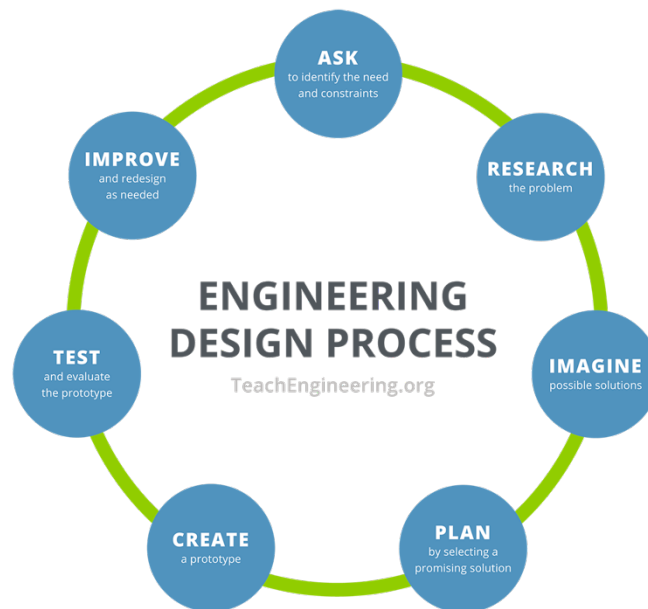 ASK
to identify the need
and constraints
RESEARCH
the problem
IMAGINE
possible solutions
PLAN
by selecting a
promising solution
CREATE
a prototype
TEST
and evaluate
the prototype
IMPROVE
and redesign
as needed
ENGINEERING
DESIGN PROCESS
TeachEngineering.org